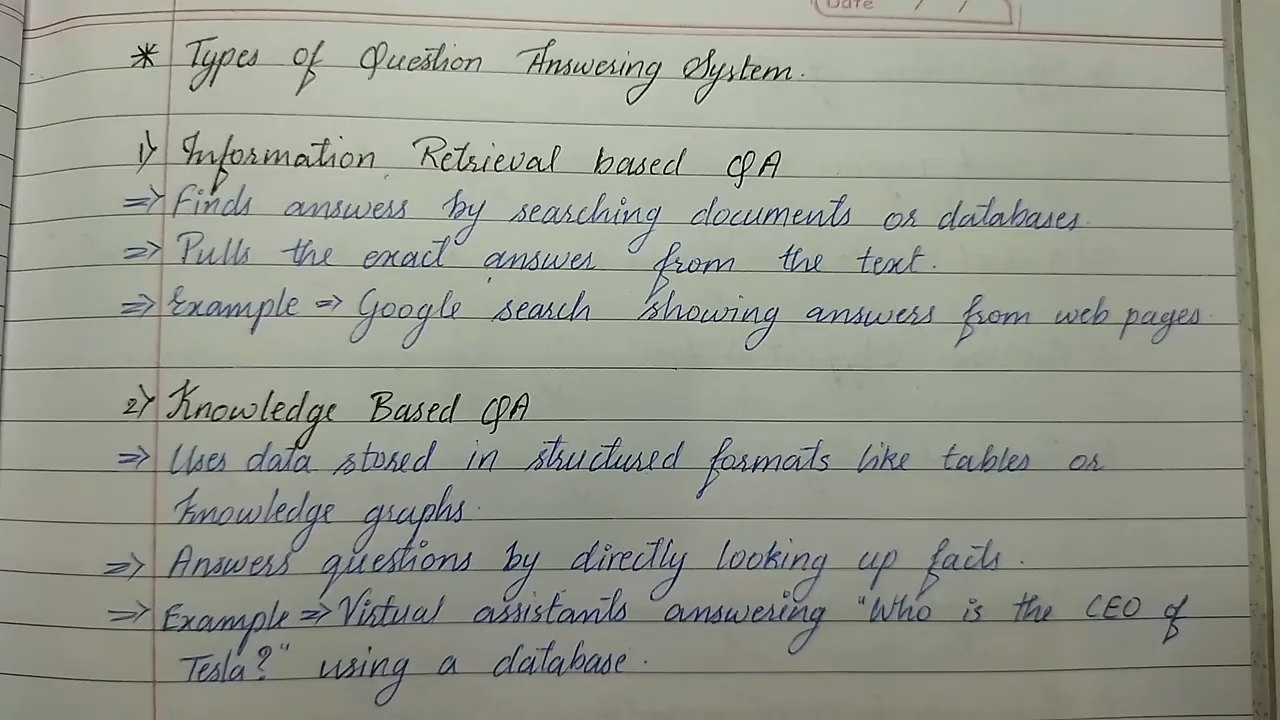 Date / /
* Types of Question Answering System.
1) Information Retrieval based QA
=> Finds answers by searching documents or databases.
=> Pulls the exact answer from the text.
=> Example => Google search showing answers from web pages
2) Knowledge Based QA
=> Uses data stored in structured formats like tables or
knowledge graphs.
=> Answers questions by directly looking up facts.
=> Example => Virtual assistants answering "Who is the CEO of
Tesla?" using a database.